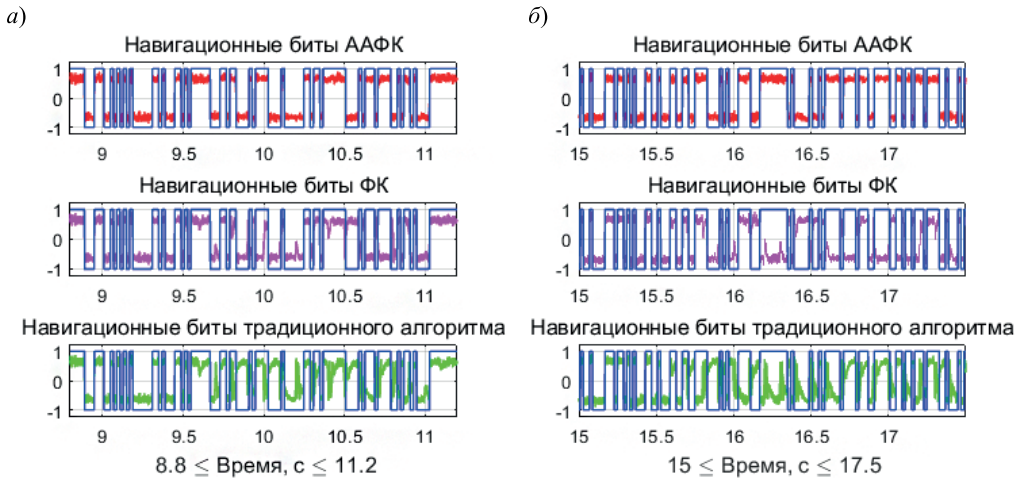 а)
Навигационные биты ААФК
1
0
-1
9 9.5 10 10.5 11
Навигационные биты ФК
1
0
-1
9 9.5 10 10.5 11
Навигационные биты традиционного алгоритма
1
0
-1
9 9.5 10 10.5 11
8.8 ≤ Время, с ≤ 11.2
б)
Навигационные биты ААФК
1
0
-1
15 15.5 16 16.5 17
Навигационные биты ФК
1
0
-1
15 15.5 16 16.5 17
Навигационные биты традиционного алгоритма
1
0
-1
15 15.5 16 16.5 17
15 ≤ Время, с ≤ 17.5